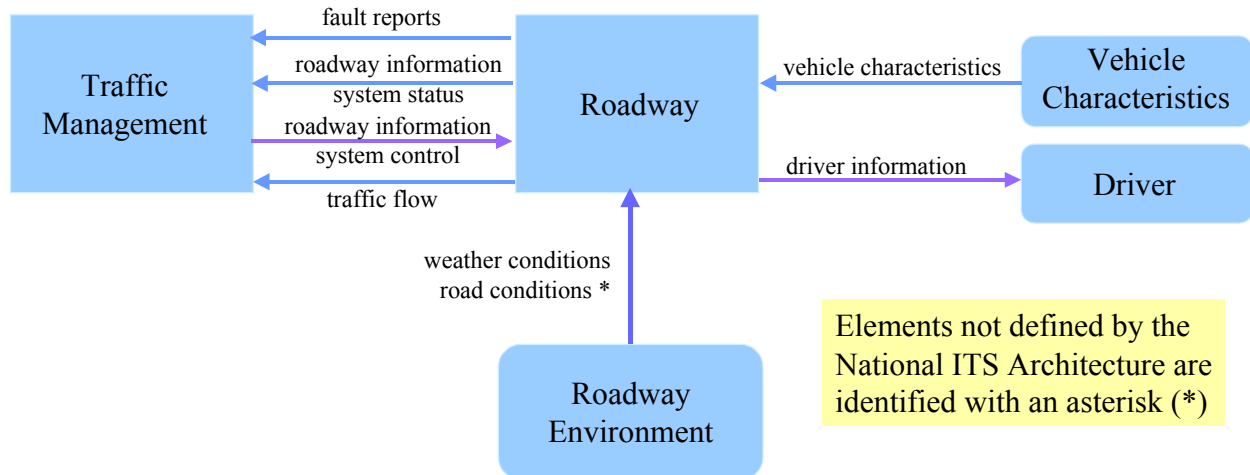 fault reports
roadway information
system status
roadway information
system control
traffic flow
Traffic
Management
Roadway
vehicle characteristics
Vehicle
Characteristics
driver information
Driver
weather conditions
road conditions *
Roadway
Environment
Elements not defined by the
National ITS Architecture are
identified with an asterisk (*)